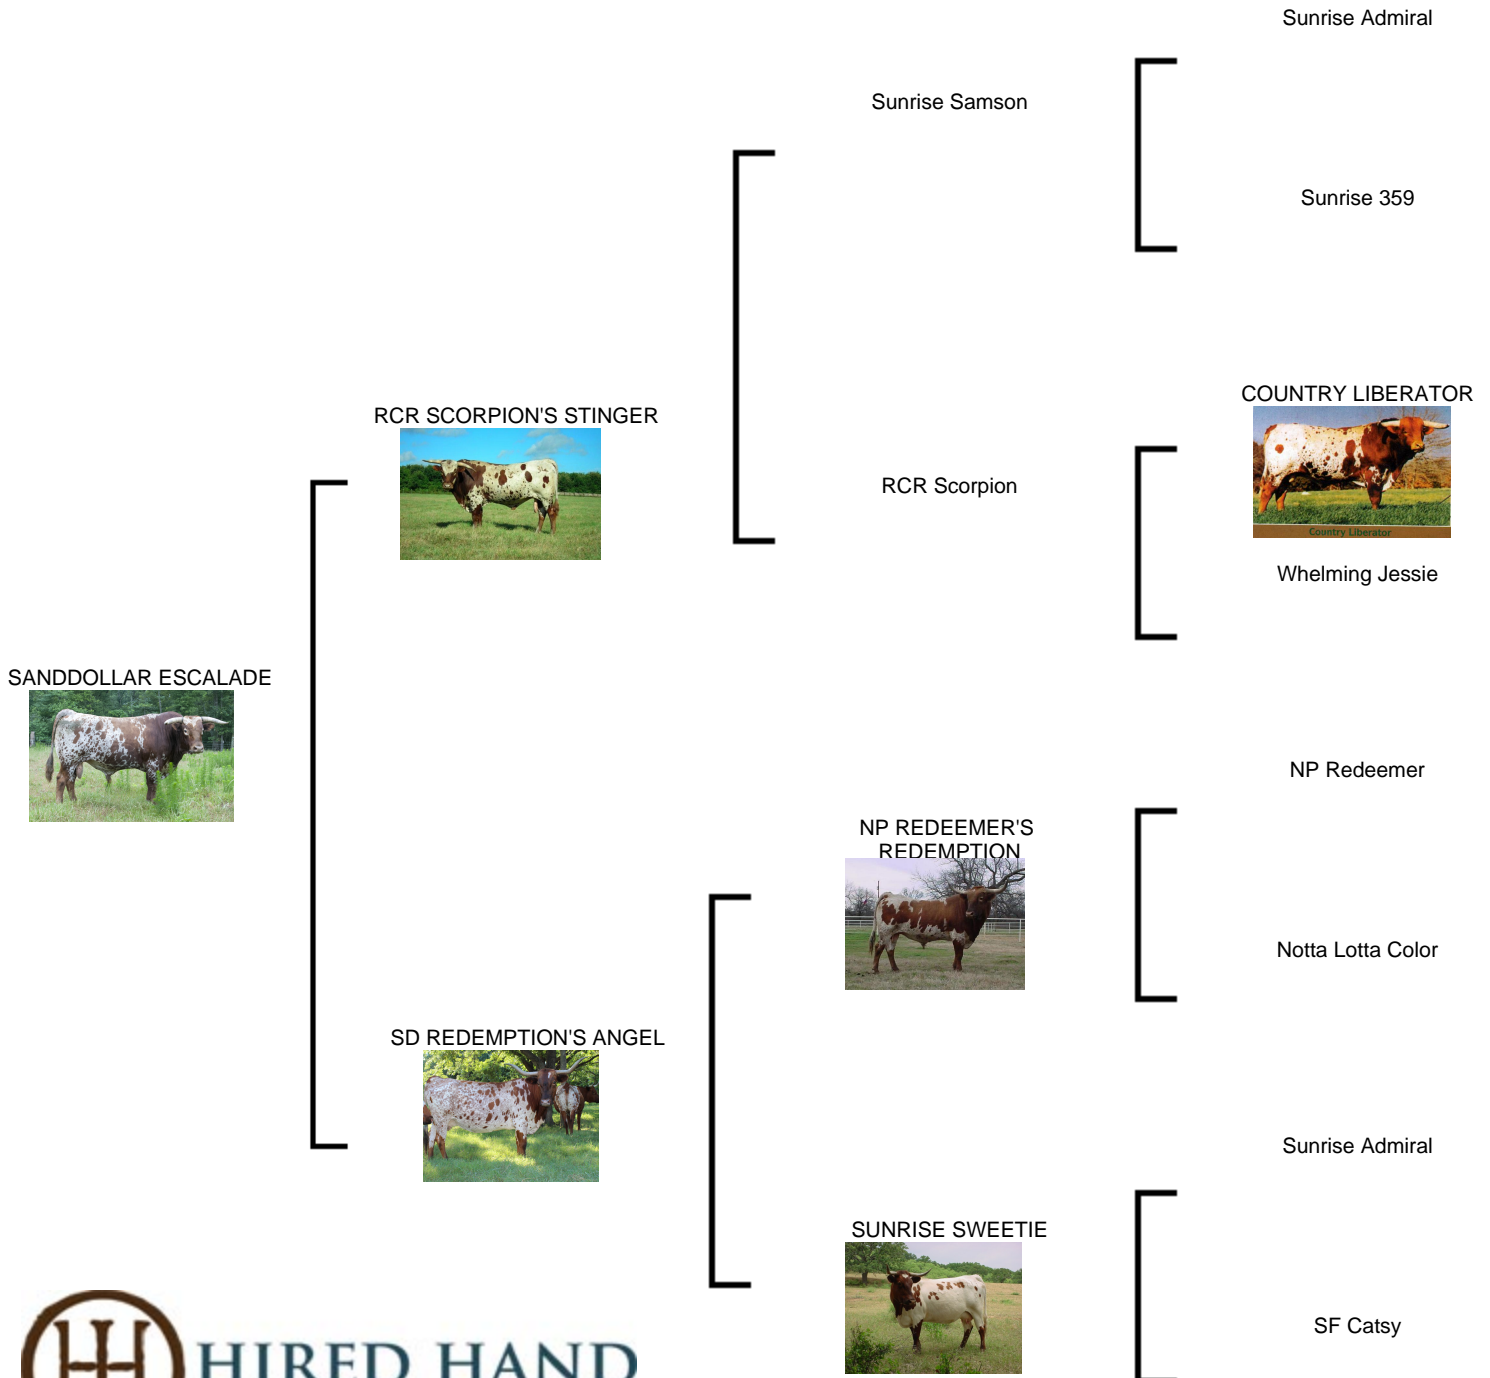 Sunrise Admiral
Sunrise Samson
Sunrise 359
RCR SCORPION'S STINGER
COUNTRY LIBERATOR
RCR Scorpion
Country Liberator
Whelming Jessie
SANDDOLLAR ESCALADE
NP Redeemer
NP REDEEMER'S
REDEMPTION
Notta Lotta Color
SD REDEMPTION'S ANGEL
Sunrise Admiral
SUNRISE SWEETIE
SF Catsy
HIRED HAND